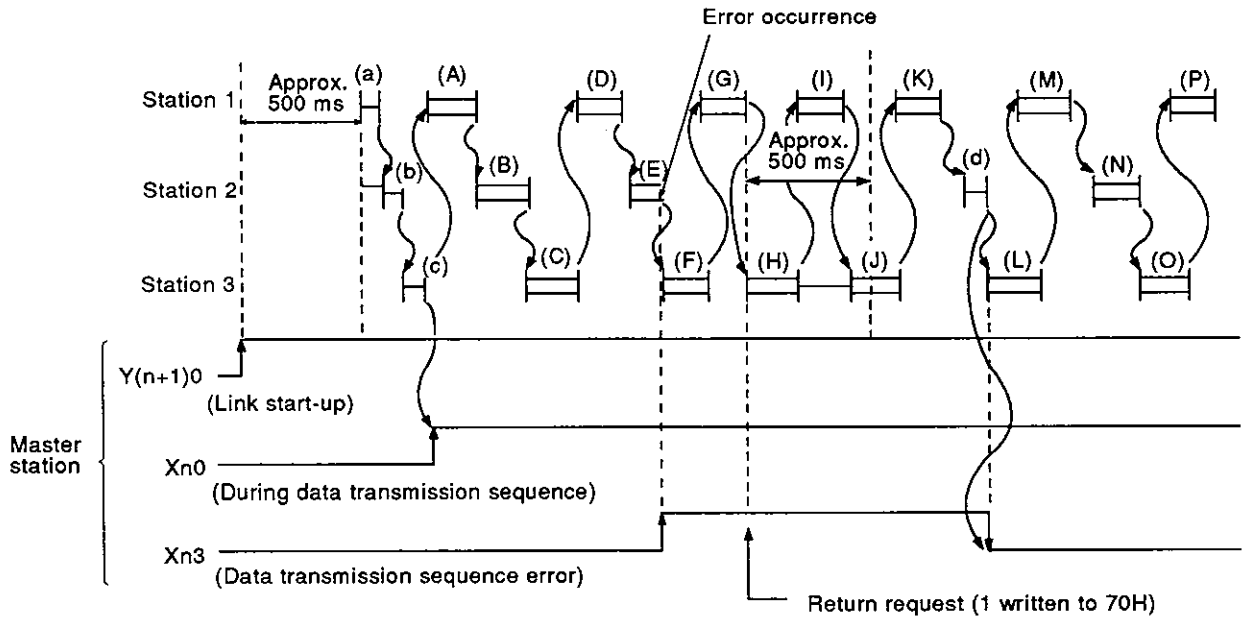 Error occurrence
Approx.
500 ms
(a)
(A)
(D)
(G)
(I)
(K)
(M)
(P)
Station 1
Approx.
500 ms
(b)
(B)
(E)
(d)
(N)
Station 2
(c)
(C)
(F)
(H)
(J)
(L)
(O)
Station 3
Y(n+1)0
(Link start-up)
Master
station
Xn0
(During data transmission sequence)
Xn3
(Data transmission sequence error)
Return request (1 written to 70H)